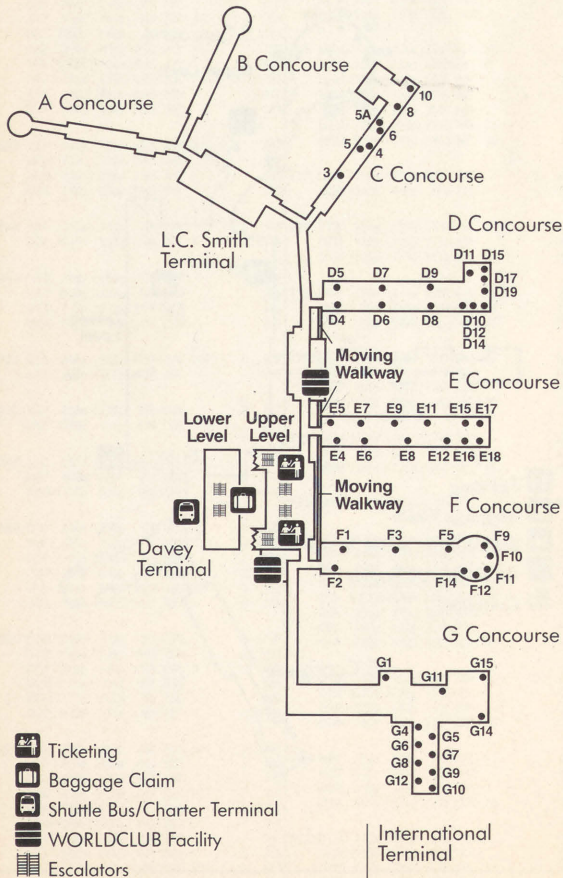 B Concourse
A Concourse
10
8
5A
6
5
4
3
C Concourse
L.C. Smith
Terminal
D Concourse
D11 D15
D5 D7 D9
D17
D19
D4 D6 D8
D10
D12
D14
Moving
Walkway
E Concourse
Lower
Level
Upper
Level
E5 E7 E9 E11 E15 E17
E4 E6 E8 E12 E16 E18
Moving
Walkway
F Concourse
Davey
Terminal
F1 F3 F5 F9
F10
F11
F2 F14 F12
G Concourse
G1 G11 G15
G4 G14
G5
G6
G7
G8
G9
G12
G10
Ticketing
Baggage Claim
Shuttle Bus/Charter Terminal
WORLDCLUB Facility
Escalators
International
Terminal